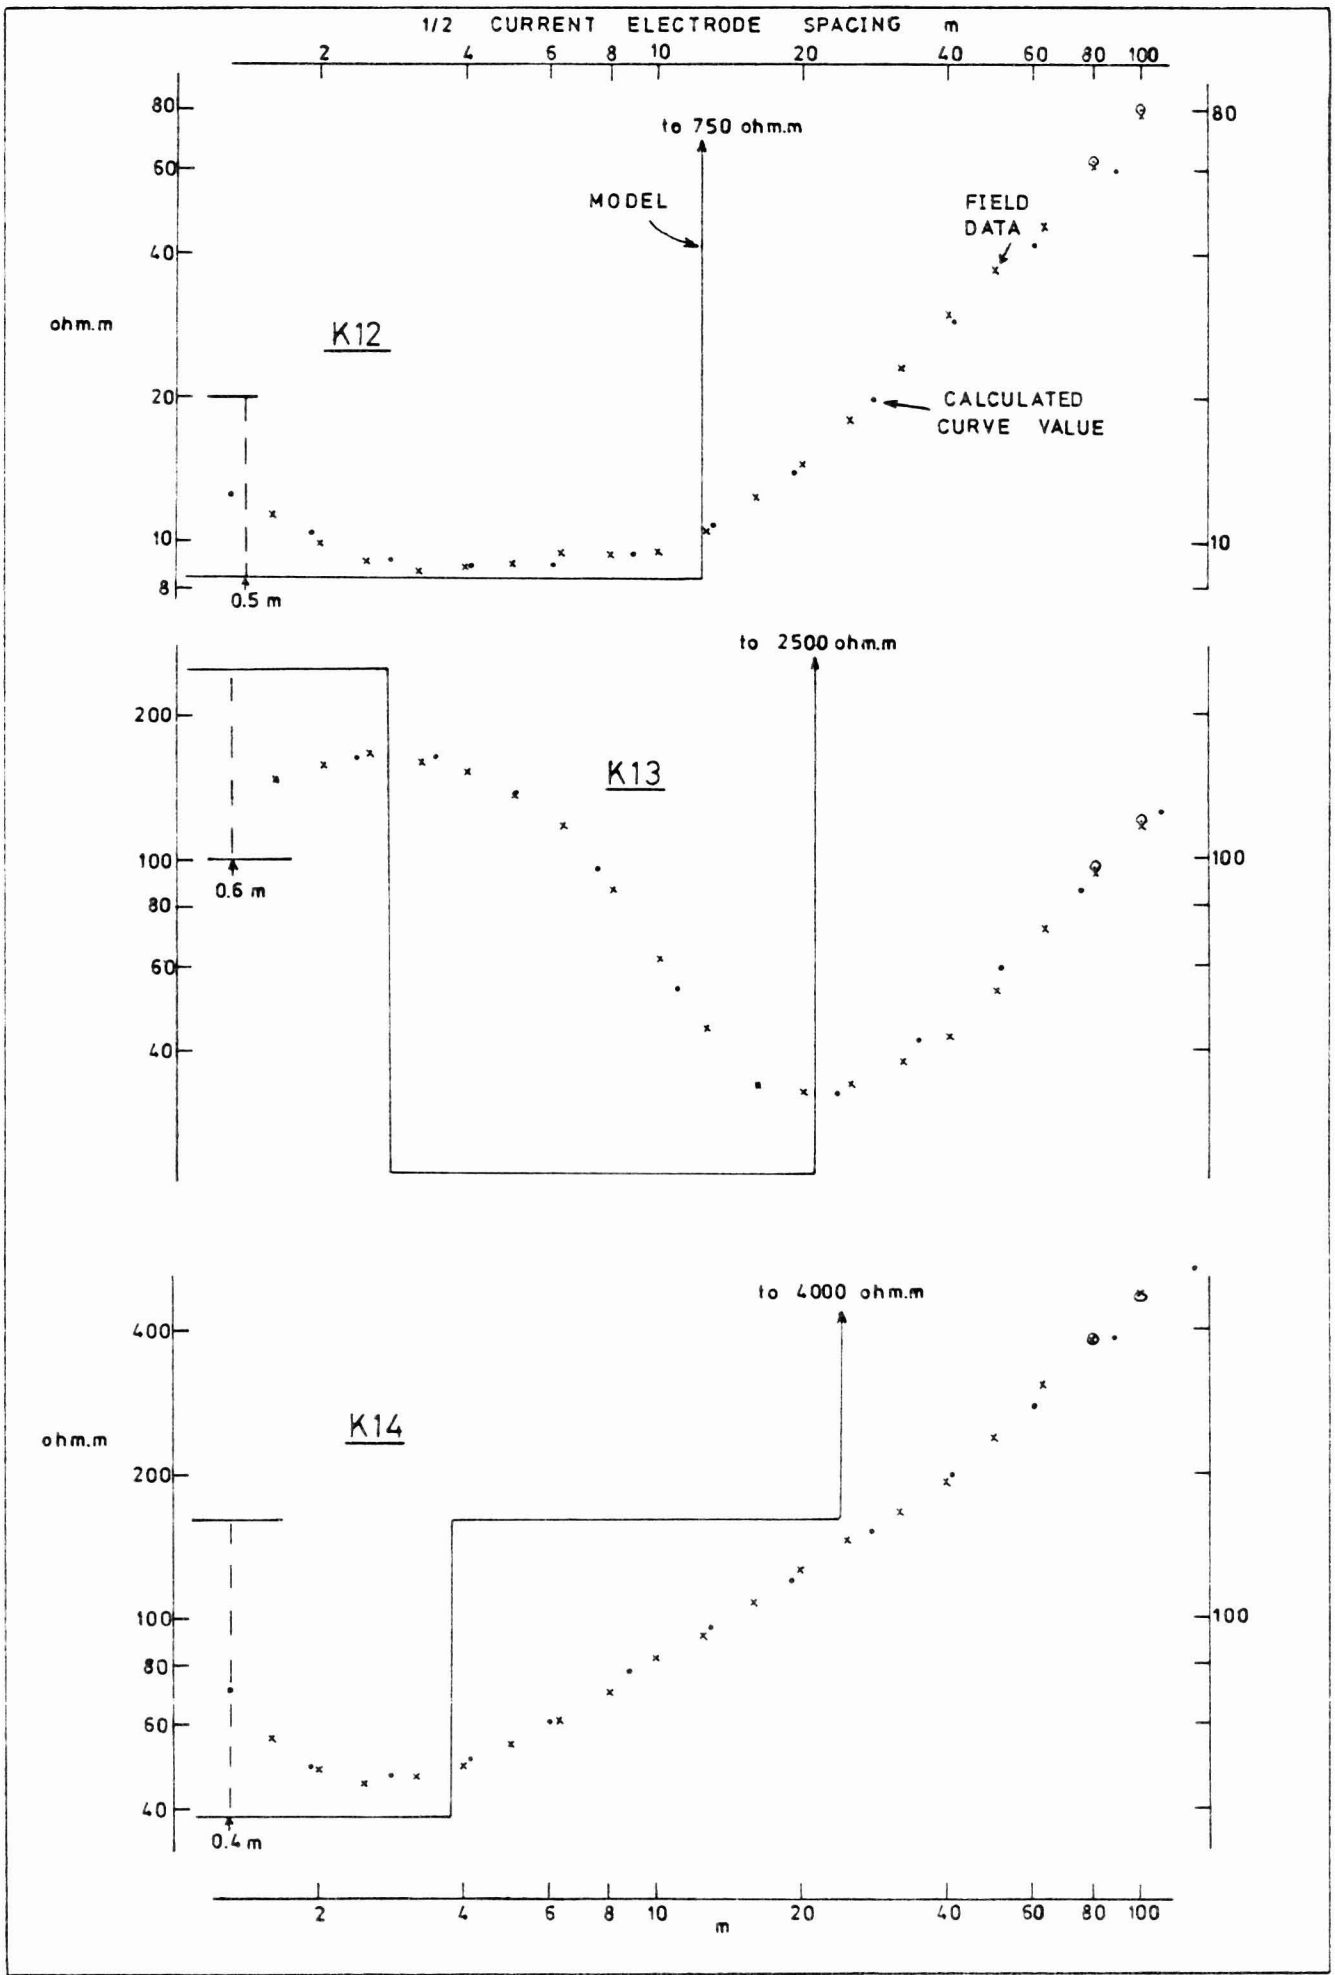 1/2 CURRENT ELECTRODE SPACING m
2 4 6 8 10 20 40 60 80 100
80 80
to 750 ohm.m
60
MODEL
FIELD
DATA
40
ohm.m
K12
20
CALCULATED
CURVE VALUE
10 10
8
0.5 m
to 2500 ohm.m
200
K13
100 100
0.6 m
80
60
40
to 4000 ohm.m
400
K14
ohm.m
200
100 100
80
60
40
0.4 m
2 4 6 8 10 20 40 60 80 100
m